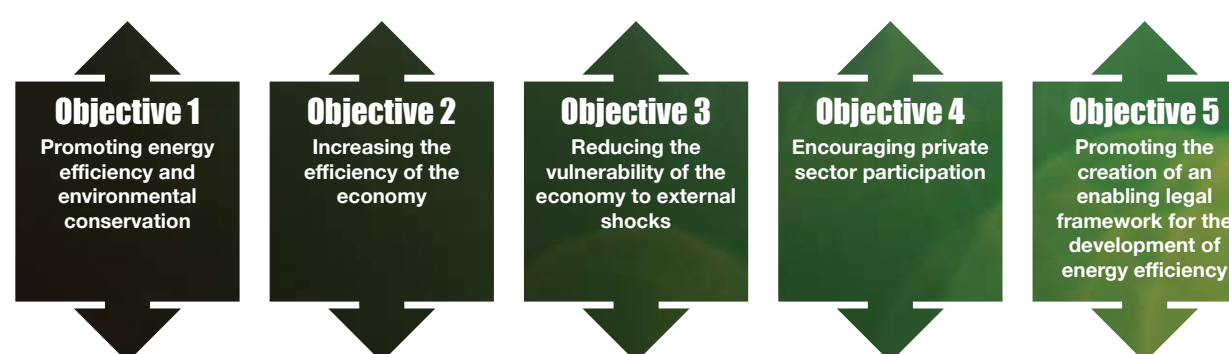 Objective 1
Promoting energy
efficiency and
environmental
conservation
Objective 2
Increasing the
efficiency of the
economy
Objective 3
Reducing the
vulnerability of the
economy to external
shocks
Objective 4
Encouraging private
sector participation
Objective 5
Promoting the
creation of an
enabling legal
framework for the
development of
energy efficiency